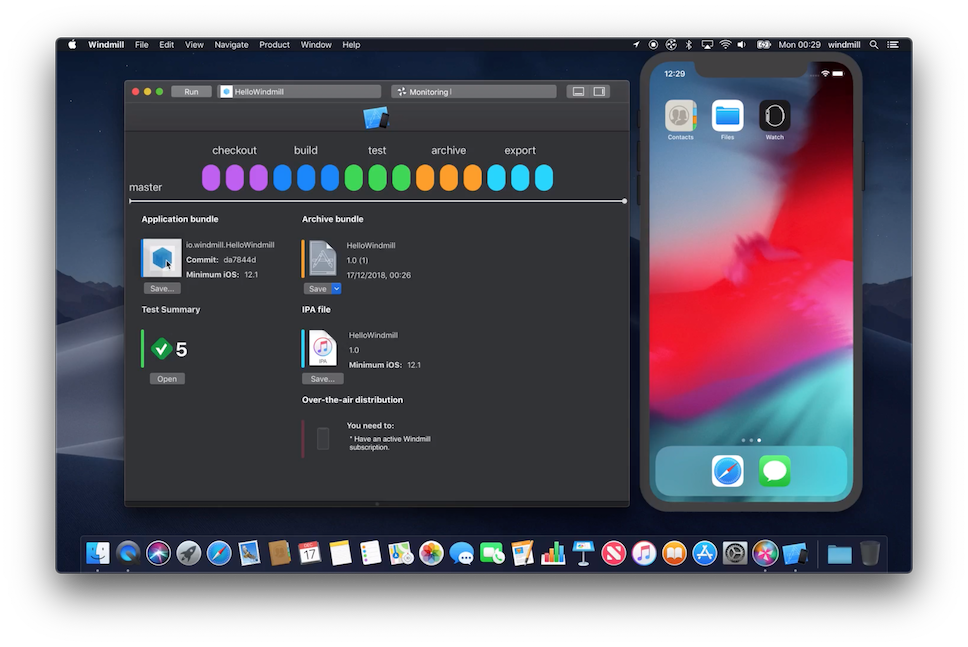 Windmill File Edit View Navigate Product Window Help Mon 00:29 windmill
12:29
Run HelloWindmill Monitoring
Contacts Files Watch
checkout build test archive export
master
Application bundle
io.windmill.HelloWindmill
Commit: da7844d
Minimum iOS: 12.1
Save...
Archive bundle
HelloWindmill
1.0 (1)
17/12/2018, 00:26
Save
Test Summary
5
Open
IPA file
HelloWindmill
1.0
Minimum iOS: 12.1
IPA
Save...
Over-the-air distribution
You need to:
* Have an active Windmill
subscription.
17